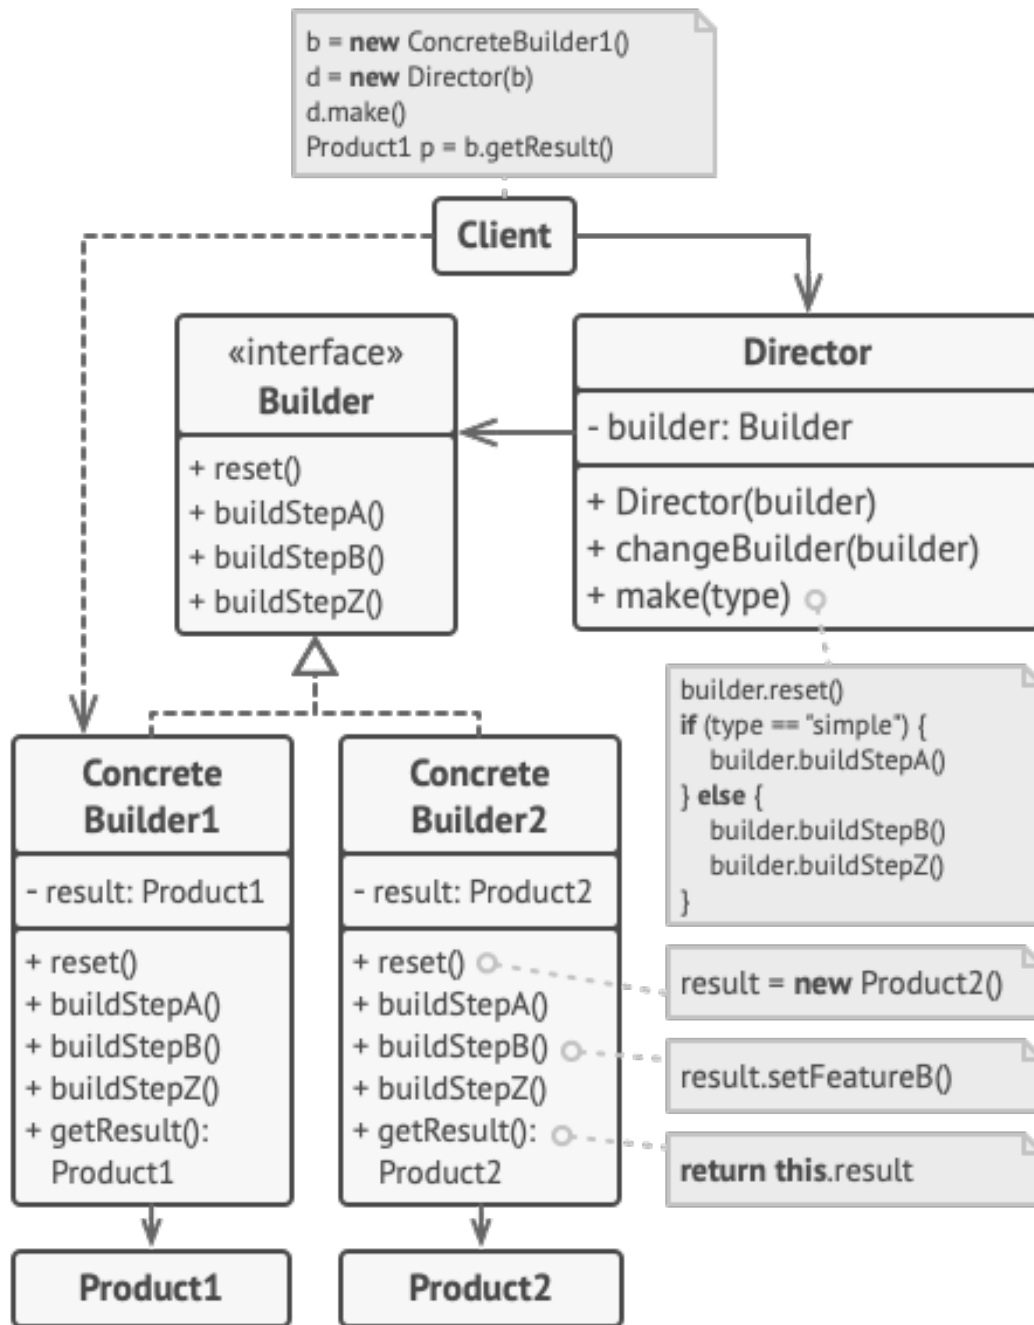 b = new ConcreteBuilder1()
d = new Director(b)
d.make()
Product1 p = b.getResult()
Client
«interface»
Builder
+ reset()
+ buildStepA()
+ buildStepB()
+ buildStepZ()
Director
- builder: Builder
+ Director(builder)
+ changeBuilder(builder)
+ make(type)
builder.reset()
if (type == "simple") {
builder.buildStepA()
} else {
builder.buildStepB()
builder.buildStepZ()
}
Concrete
Builder1
- result: Product1
+ reset()
+ buildStepA()
+ buildStepB()
+ buildStepZ()
+ getResult():
Product1
Concrete
Builder2
- result: Product2
+ reset()
+ buildStepA()
+ buildStepB()
+ buildStepZ()
+ getResult():
Product2
result = new Product2()
result.setFeatureB()
return this.result
Product1
Product2